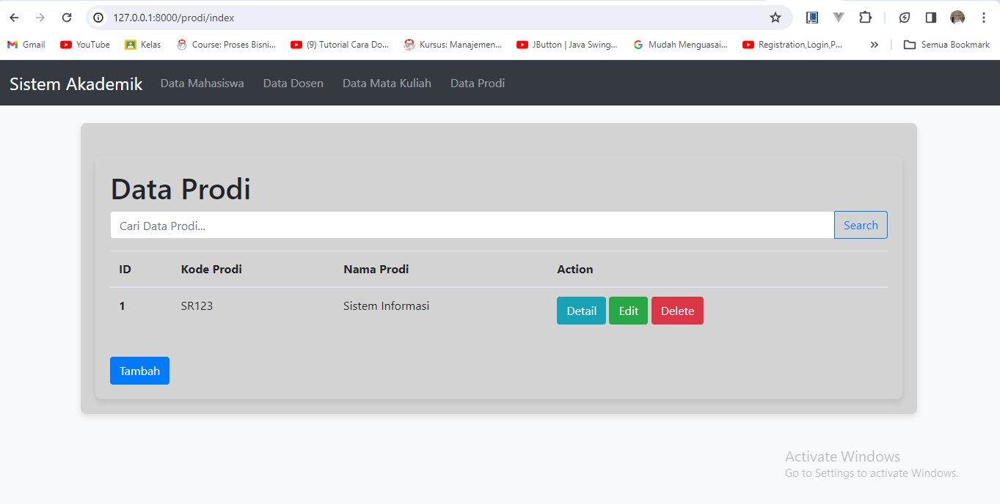 127.0.0.1:8000/prodi/index
Gmail YouTube Kelas Course: Proses Bisni... (9) Tutorial Cara Do... Kursus: Manajemen... JButton | Java Swing... Mudah Menguasai... Registration,Login,P... » Semua Bookmark
Sistem Akademik Data Mahasiswa Data Dosen Data Mata Kuliah Data Prodi
Data Prodi
Cari Data Prodi... Search
ID Kode Prodi Nama Prodi Action
1 SR123 Sistem Informasi Detail Edit Delete
Tambah
Activate Windows
Go to Settings to activate Windows.